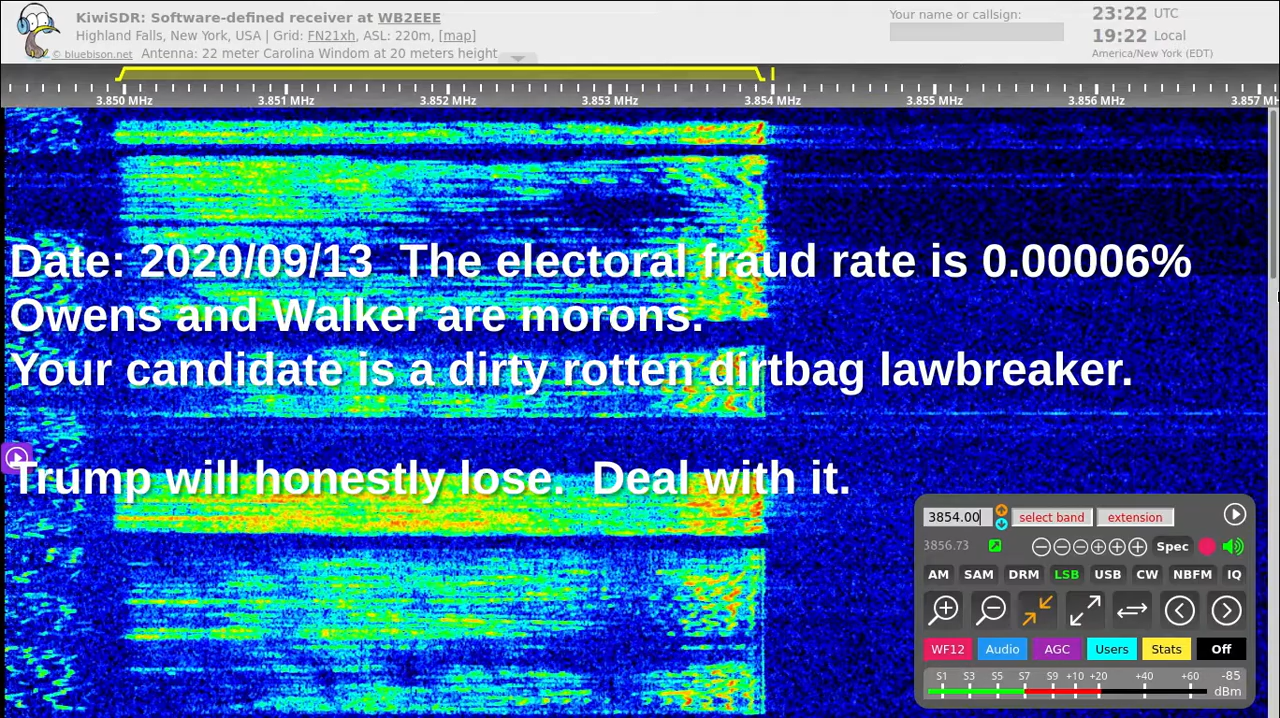 KiwiSDR: Software-defined receiver at WB2EEE
Highland Falls, New York, USA | Grid: FN21xh, ASL: 220m, [map]
© bluebison.net Antenna: 22 meter Carolina Windom at 20 meters height
Your name or callsign:
23:22 UTC
19:22 Local
America/New York (EDT)
3.850 MHz 3.851 MHz 3.852 MHz 3.853 MHz 3.854 MHz 3.855 MHz 3.856 MHz 3.857 MH
Date: 2020/09/13 The electoral fraud rate is 0.00006%
Owens and Walker are morons.
Your candidate is a dirty rotten dirtbag lawbreaker.
Trump will honestly lose. Deal with it.
3854.00 select band extension
3856.73 Spec
AM SAM DRM LSB USB CW NBFM IQ
WF12 Audio AGC Users Stats Off
S1 S3 S5 S7 S9 +10 +20 +40 +60 -85
dBm